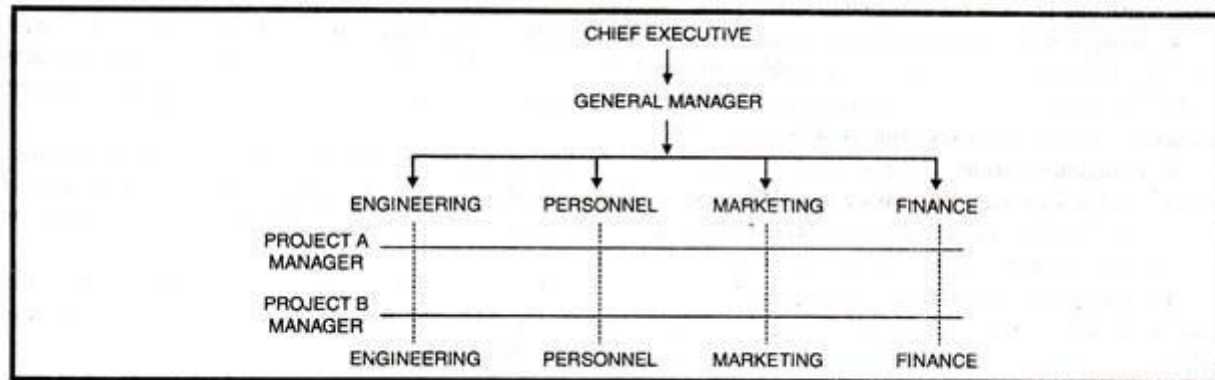 CHIEF EXECUTIVE
GENERAL MANAGER
ENGINEERING PERSONNEL MARKETING FINANCE
PROJECT A
MANAGER
PROJECT B
MANAGER
ENGINEERING PERSONNEL MARKETING FINANCE